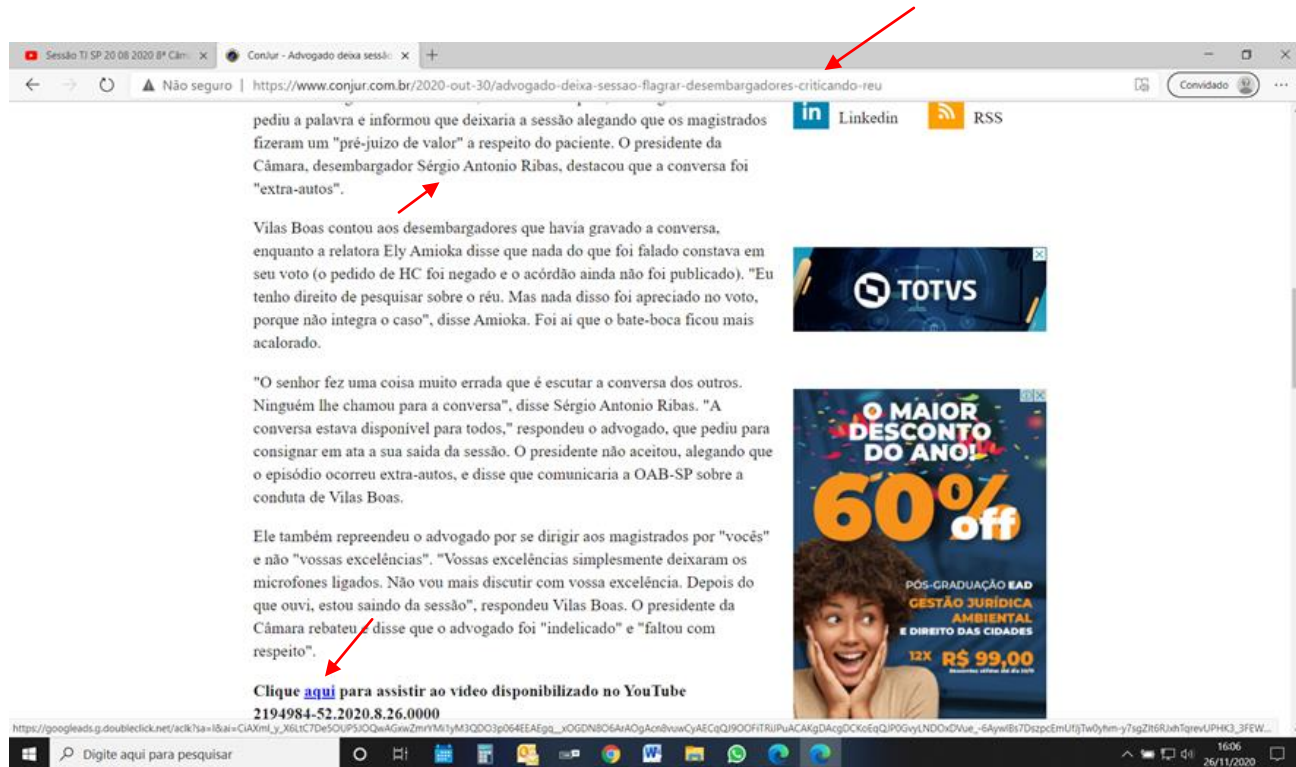 Sessão TJ SP 20 08 2020 8ª Câm
ConJur - Advogado deixa sessão
Não seguro
https://www.conjur.com.br/2020-out-30/advogado-deixa-sessao-flagrar-desembargadores-criticando-reu
Convidado
pediu a palavra e informou que deixaria a sessão alegando que os magistrados
fizeram um "pré-juízo de valor" a respeito do paciente. O presidente da
Câmara, desembargador Sérgio Antonio Ribas, destacou que a conversa foi
"extra-autos".
Vilas Boas contou aos desembargadores que havia gravado a conversa,
enquanto a relatora Ely Amioka disse que nada do que foi falado constava em
seu voto (o pedido de HC foi negado e o acórdão ainda não foi publicado). "Eu
tenho direito de pesquisar sobre o réu. Mas nada disso foi apreciado no voto,
porque não integra o caso", disse Amioka. Foi aí que o bate-boca ficou mais
acalorado.
"O senhor fez uma coisa muito errada que é escutar a conversa dos outros.
Ninguém lhe chamou para a conversa", disse Sérgio Antonio Ribas. "A
conversa estava disponível para todos," respondeu o advogado, que pediu para
consignar em ata a sua saída da sessão. O presidente não aceitou, alegando que
o episódio ocorreu extra-autos, e disse que comunicaria a OAB-SP sobre a
conduta de Vilas Boas.
Ele também repreendeu o advogado por se dirigir aos magistrados por "vocês"
e não "vossas excelências". "Vossas excelências simplesmente deixaram os
microfones ligados. Não vou mais discutir com vossa excelência. Depois do
que ouvi, estou saindo da sessão", respondeu Vilas Boas. O presidente da
Câmara rebateu e disse que o advogado foi "indelicado" e "faltou com
respeito".
Clique aqui para assistir ao vídeo disponibilizado no YouTube
2194984-52.2020.8.26.0000
in Linkedin
RSS
TOTVS
O MAIOR
DESCONTO
DO ANO!
60%
off
PÓS-GRADUAÇÃO EAD
GESTÃO JURÍDICA
AMBIENTAL
E DIREITO DAS CIDADES
12X R$ 99,00
Digite aqui para pesquisar
16:06
26/11/2020